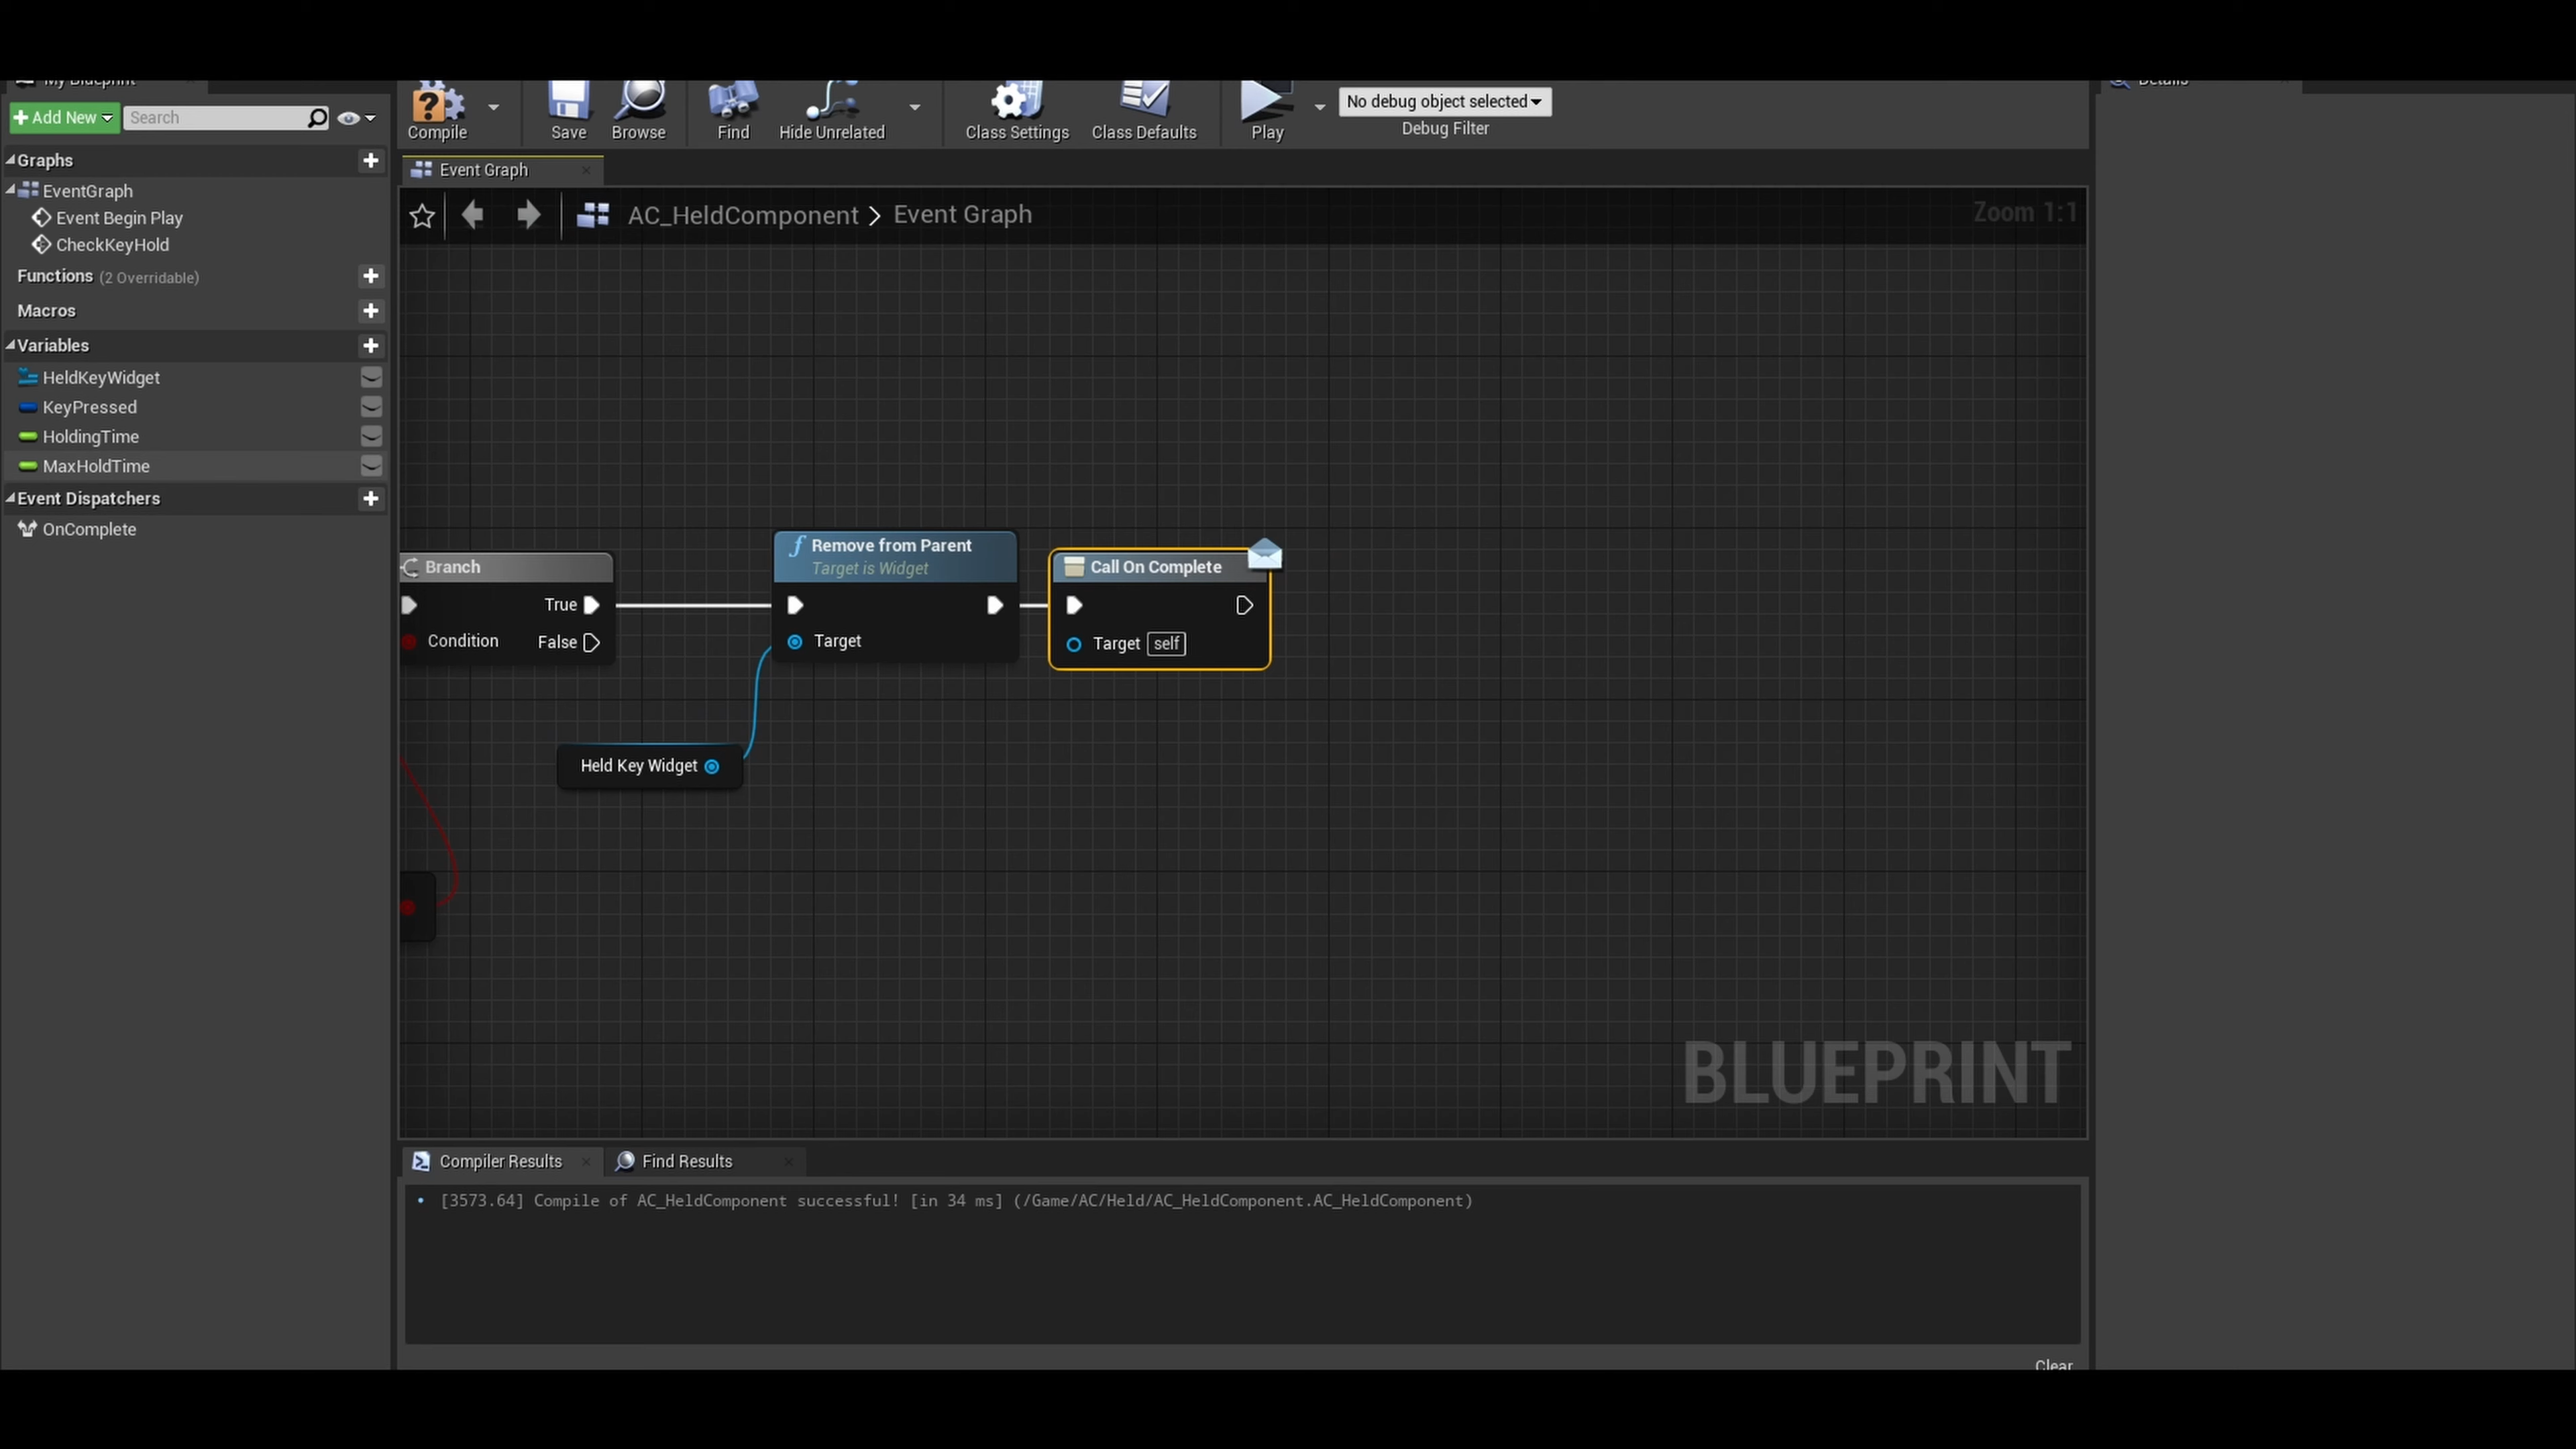 My Blueprint
Details
Add New
Search
Compile
Save
Browse
Find
Hide Unrelated
Class Settings
Class Defaults
Play
No debug object selected
Debug Filter
Graphs
EventGraph
Event Begin Play
CheckKeyHold
Functions (2 Overridable)
Macros
Variables
HeldKeyWidget
KeyPressed
HoldingTime
MaxHoldTime
Event Dispatchers
OnComplete
Event Graph
AC_HeldComponent > Event Graph
Zoom 1:1
Branch
True
Condition
False
Remove from Parent
Target is Widget
Target
Call On Complete
Target self
Held Key Widget
BLUEPRINT
Compiler Results
Find Results
[3573.64] Compile of AC_HeldComponent successful! [in 34 ms] (/Game/AC/Held/AC_HeldComponent.AC_HeldComponent)
Clear